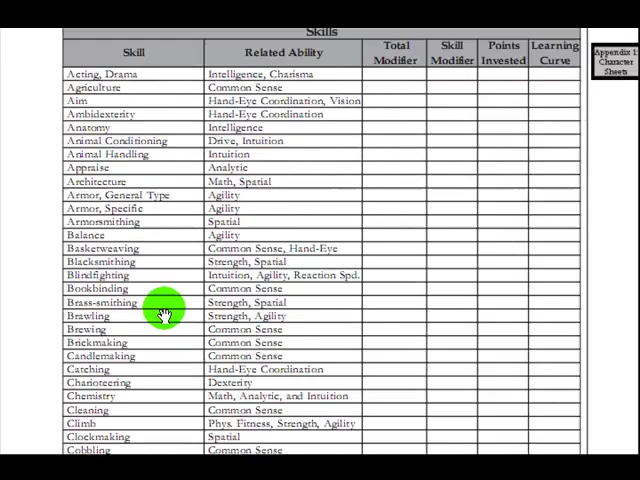 Skills
Skill Related Ability Total Modifier Skill Modifier Points Invested Learning Curve
Acting, Drama Intelligence, Charisma
Agriculture Common Sense
Aim Hand-Eye Coordination, Vision
Ambidexterity Hand-Eye Coordination
Anatomy Intelligence
Animal Conditioning Drive, Intuition
Animal Handling Intuition
Appraise Analytic
Architecture Math, Spatial
Armor, General Type Agility
Armor, Specific Agility
Armorsmithing Spatial
Balance Agility
Basketweaving Common Sense, Hand-Eye
Blacksmithing Strength, Spatial
Blindfighting Intuition, Agility, Reaction Spd.
Bookbinding Common Sense
Brass-smithing Strength, Spatial
Brawling Strength, Agility
Brewing Common Sense
Brickmaking Common Sense
Candlemaking Common Sense
Catching Hand-Eye Coordination
Charioteering Dexterity
Chemistry Math, Analytic, and Intuition
Cleaning Common Sense
Climb Phys. Fitness, Strength, Agility
Clockmaking Spatial
Cobbling Common Sense
Appendix 1:
Character
Sheets